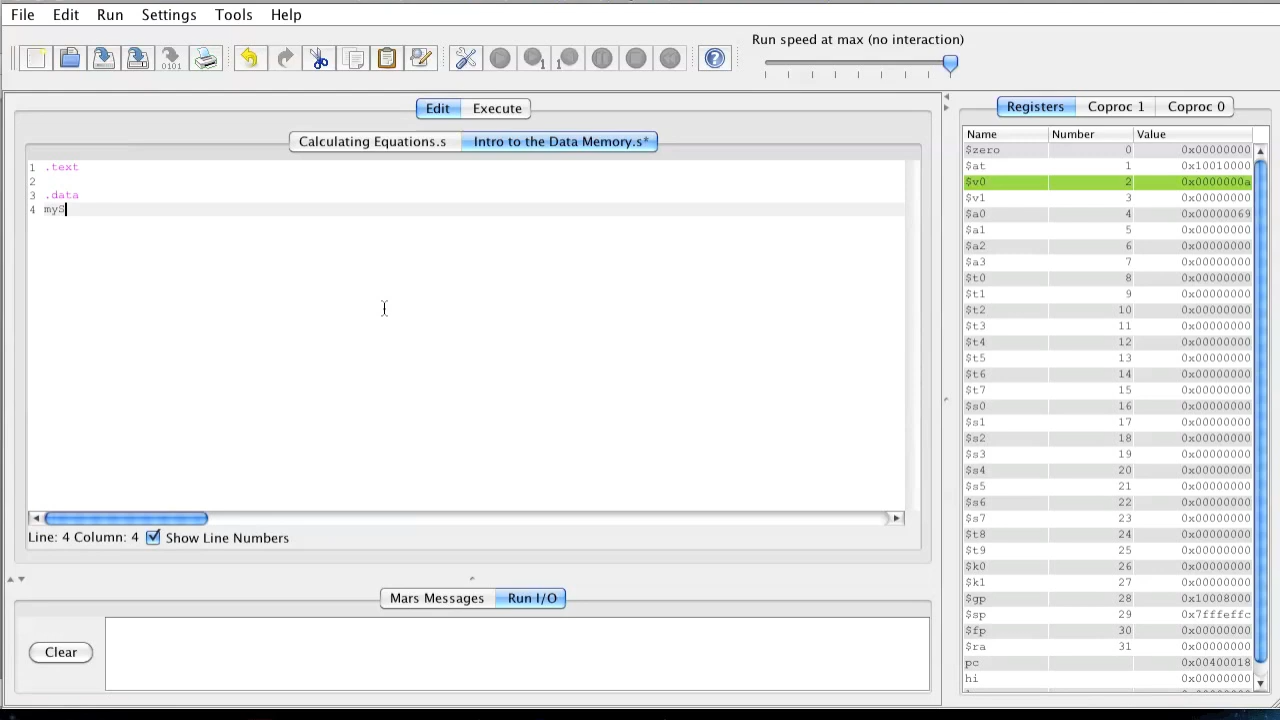 File Edit Run Settings Tools Help
Run speed at max (no interaction)
0101 1 1 ?
Edit Execute
Calculating Equations.s Intro to the Data Memory.s*
1 .text
2
3 .data
4 myS
Line: 4 Column: 4 Show Line Numbers
Mars Messages Run I/O
Clear
Registers Coproc 1 Coproc 0
Name Number Value
$zero 0 0x00000000
$at 1 0x10010000
$v0 2 0x0000000a
$v1 3 0x00000000
$a0 4 0x00000069
$a1 5 0x00000000
$a2 6 0x00000000
$a3 7 0x00000000
$t0 8 0x00000000
$t1 9 0x00000000
$t2 10 0x00000000
$t3 11 0x00000000
$t4 12 0x00000000
$t5 13 0x00000000
$t6 14 0x00000000
$t7 15 0x00000000
$s0 16 0x00000000
$s1 17 0x00000000
$s2 18 0x00000000
$s3 19 0x00000000
$s4 20 0x00000000
$s5 21 0x00000000
$s6 22 0x00000000
$s7 23 0x00000000
$t8 24 0x00000000
$t9 25 0x00000000
$k0 26 0x00000000
$k1 27 0x00000000
$gp 28 0x10008000
$sp 29 0x7fffeffc
$fp 30 0x00000000
$ra 31 0x00000000
pc 0x00400018
hi 0x00000000